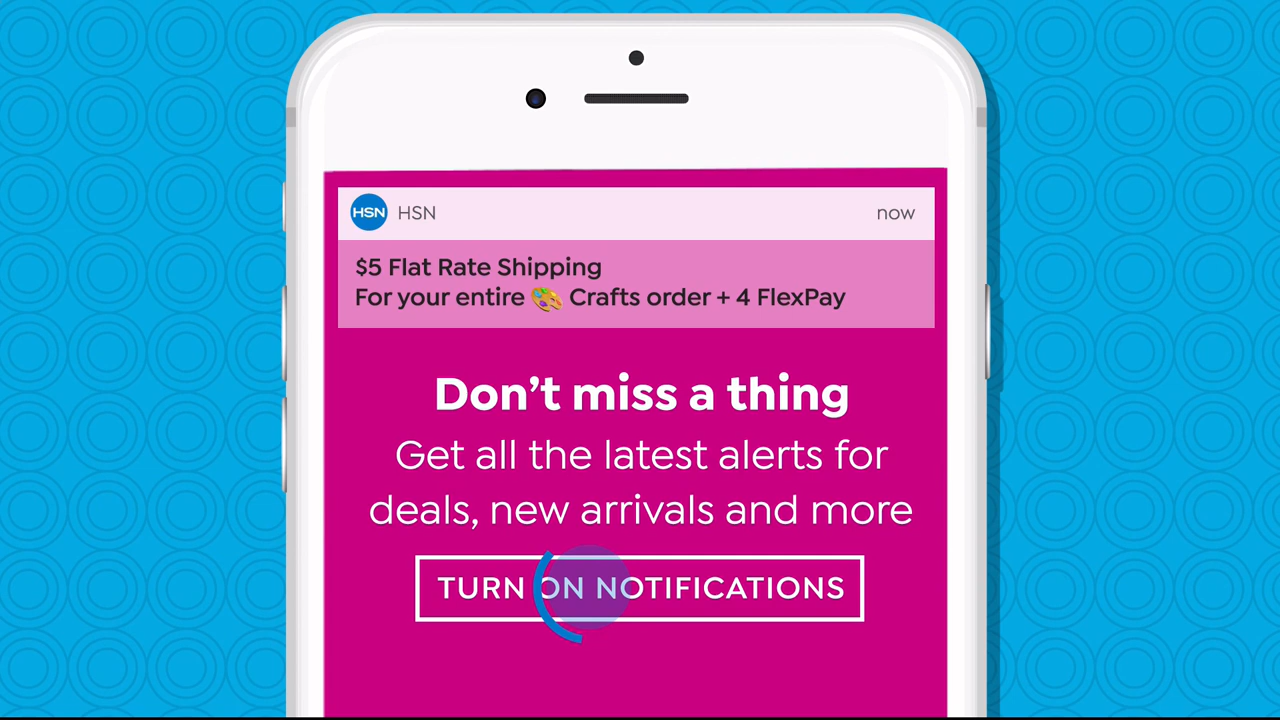 HSN HSN now
$5 Flat Rate Shipping
For your entire 🎨 Crafts order + 4 FlexPay
Don't miss a thing
Get all the latest alerts for
deals, new arrivals and more
TURN ON NOTIFICATIONS